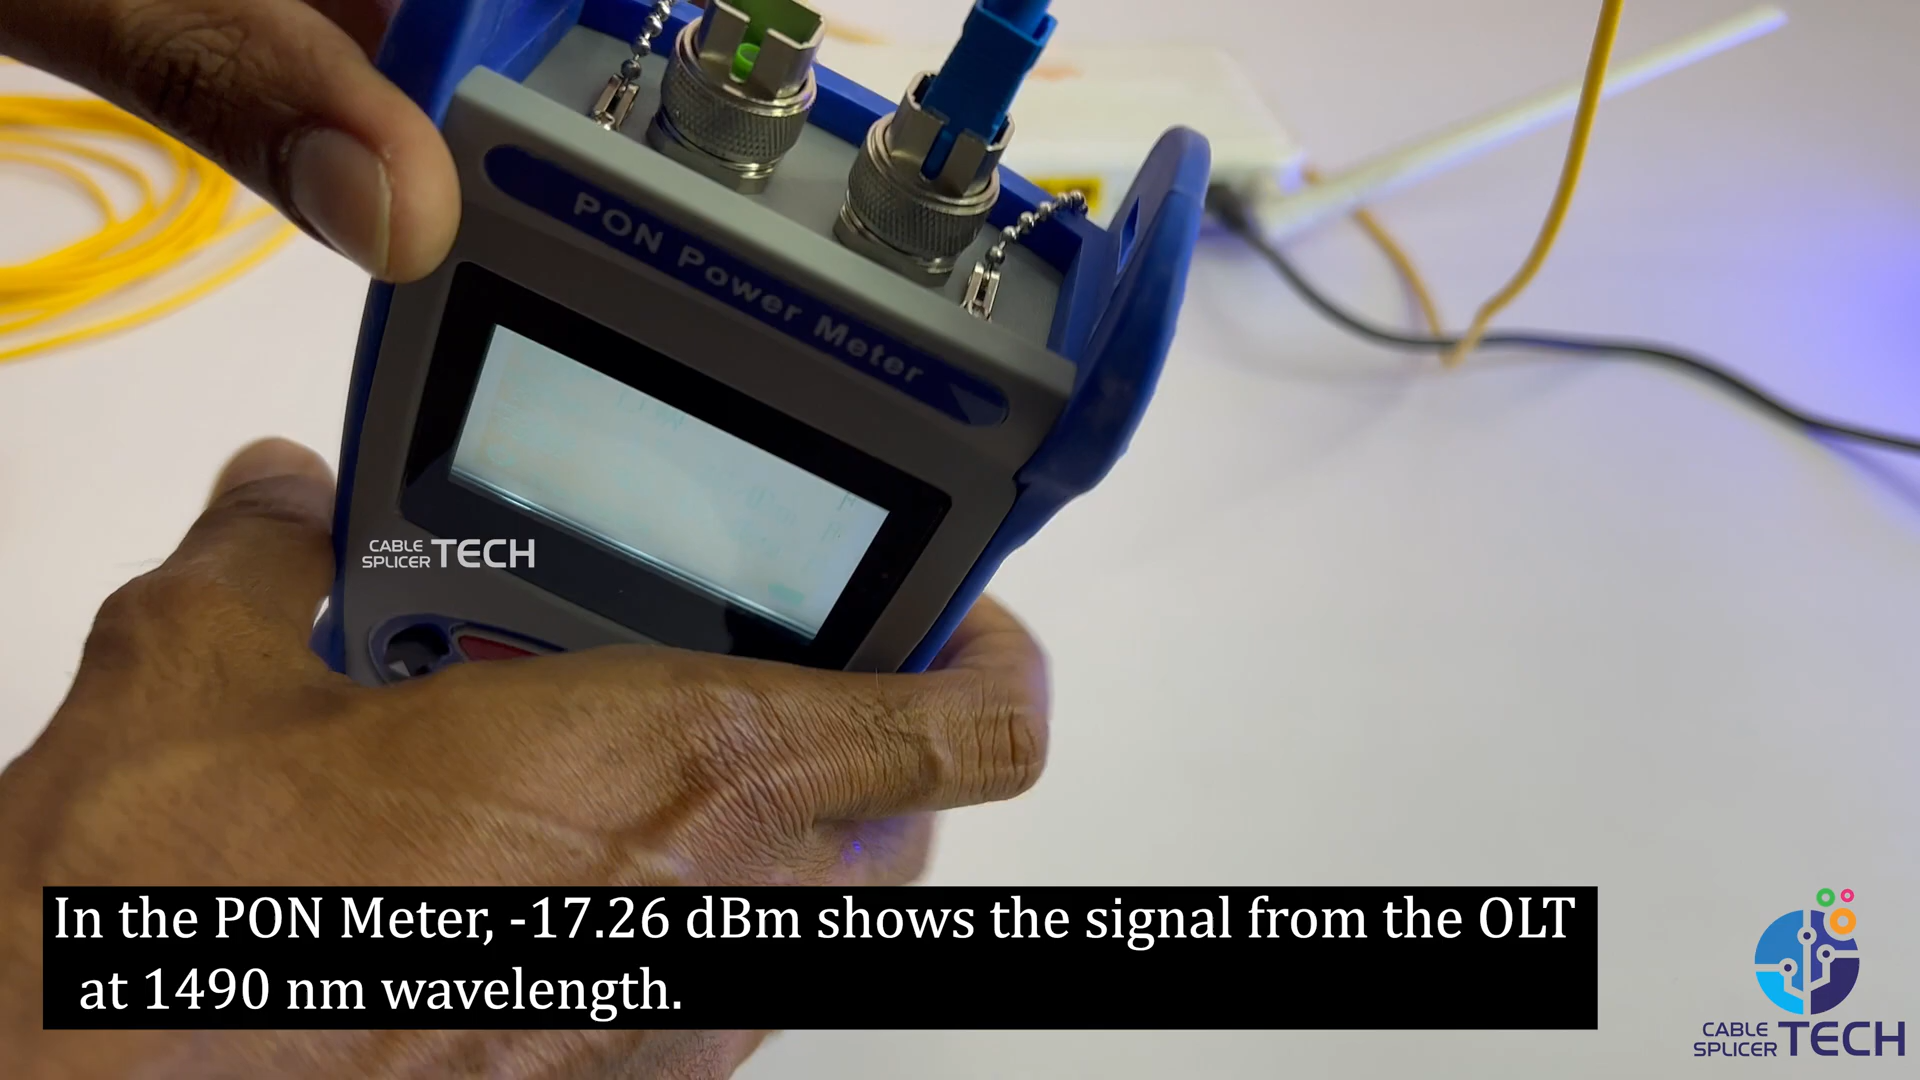 PON Power Meter
CABLE
SPLICER TECH
In the PON Meter, -17.26 dBm shows the signal from the OLT
at 1490 nm wavelength.
CABLE
SPLICER TECH